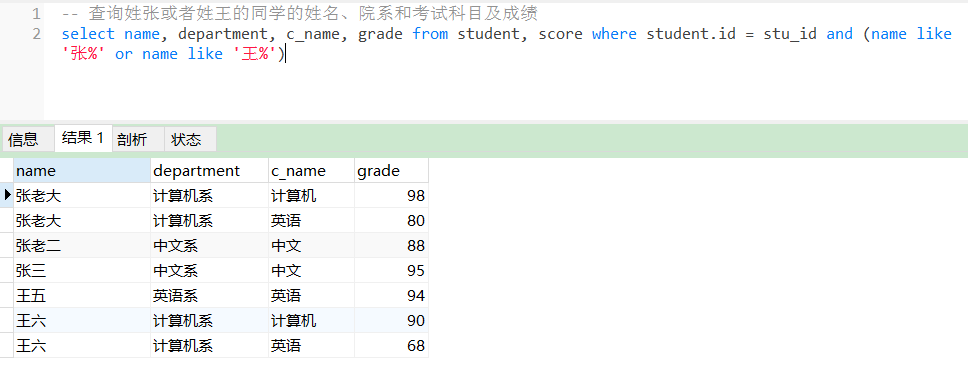 1 -- 查询姓张或者姓王的同学的姓名、院系和考试科目及成绩
2 select name, department, c_name, grade from student, score where student.id = stu_id and (name like
'张%' or name like '王%')
信息 结果 1 剖析 状态
name department c_name grade
张老大 计算机系 计算机 98
张老大 计算机系 英语 80
张老二 中文系 中文 88
张三 中文系 中文 95
王五 英语系 英语 94
王六 计算机系 计算机 90
王六 计算机系 英语 68